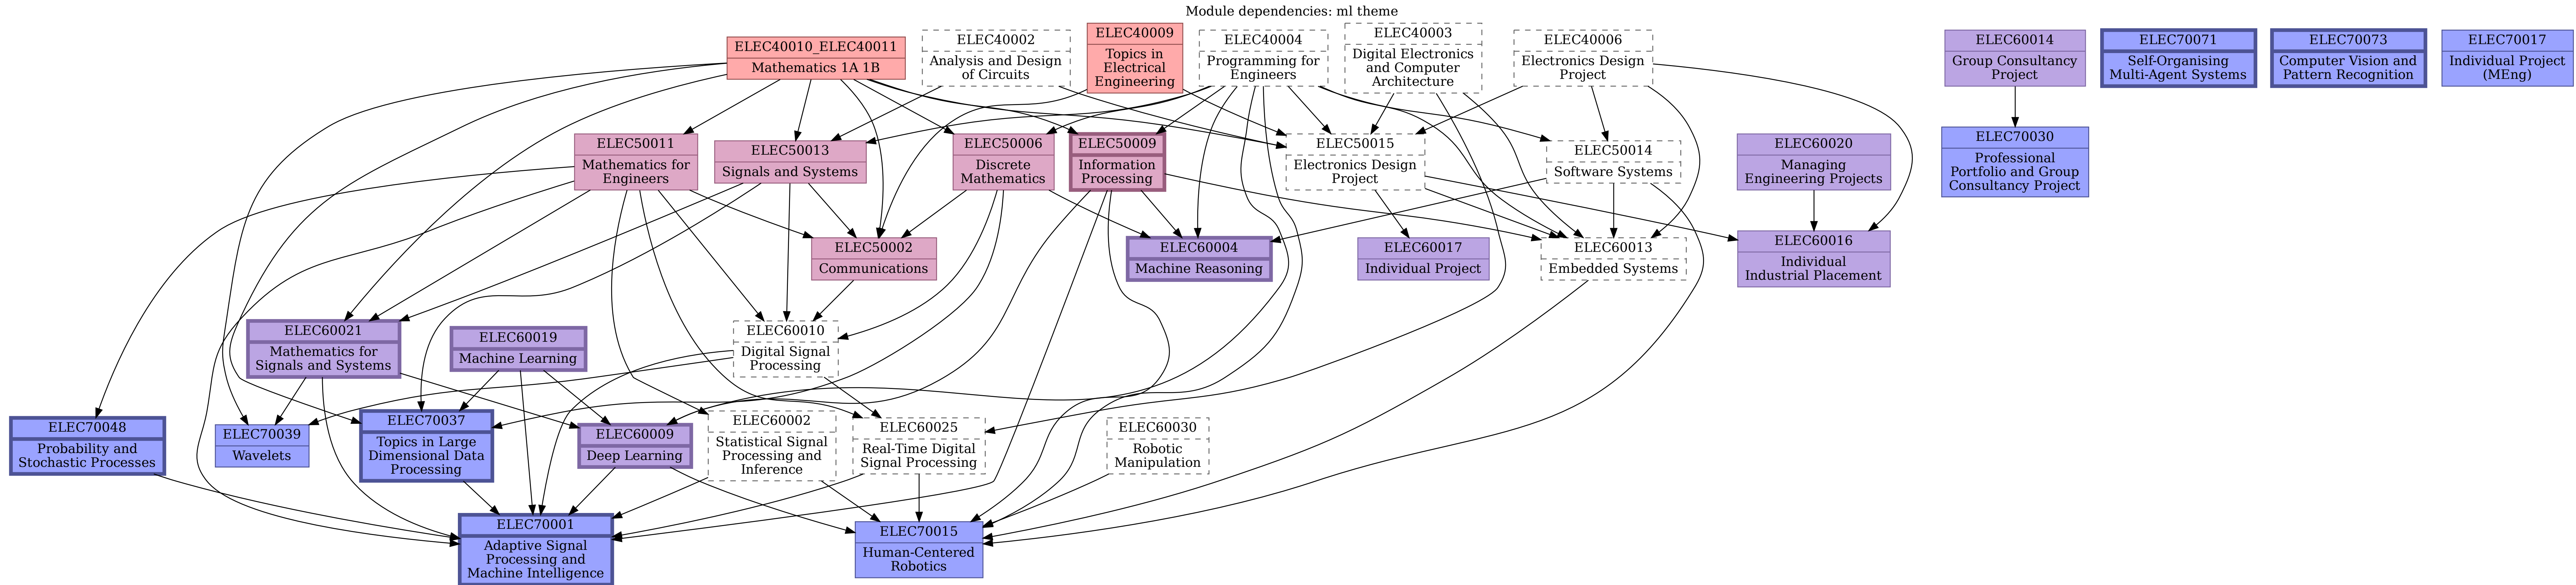 Module dependencies: ml theme
ELEC40010_ELEC40011
Mathematics 1A 1B
ELEC40002
Analysis and Design
of Circuits
ELEC40009
Topics in
Electrical
Engineering
ELEC40004
Programming for
Engineers
ELEC40003
Digital Electronics
and Computer
Architecture
ELEC40006
Electronics Design
Project
ELEC60014
Group Consultancy
Project
ELEC70071
Self-Organising
Multi-Agent Systems
ELEC70073
Computer Vision and
Pattern Recognition
ELEC70017
Individual Project
(MEng)
ELEC50011
Mathematics for
Engineers
ELEC50013
Signals and Systems
ELEC50006
Discrete
Mathematics
ELEC50009
Information
Processing
ELEC50015
Electronics Design
Project
ELEC50014
Software Systems
ELEC60020
Managing
Engineering Projects
ELEC70030
Professional
Portfolio and Group
Consultancy Project
ELEC50002
Communications
ELEC60004
Machine Reasoning
ELEC60017
Individual Project
ELEC60013
Embedded Systems
ELEC60016
Individual
Industrial Placement
ELEC60021
Mathematics for
Signals and Systems
ELEC60019
Machine Learning
ELEC60010
Digital Signal
Processing
ELEC70048
Probability and
Stochastic Processes
ELEC70039
Wavelets
ELEC70037
Topics in Large
Dimensional Data
Processing
ELEC60009
Deep Learning
ELEC60002
Statistical Signal
Processing and
Inference
ELEC60025
Real-Time Digital
Signal Processing
ELEC60030
Robotic
Manipulation
ELEC70001
Adaptive Signal
Processing and
Machine Intelligence
ELEC70015
Human-Centered
Robotics